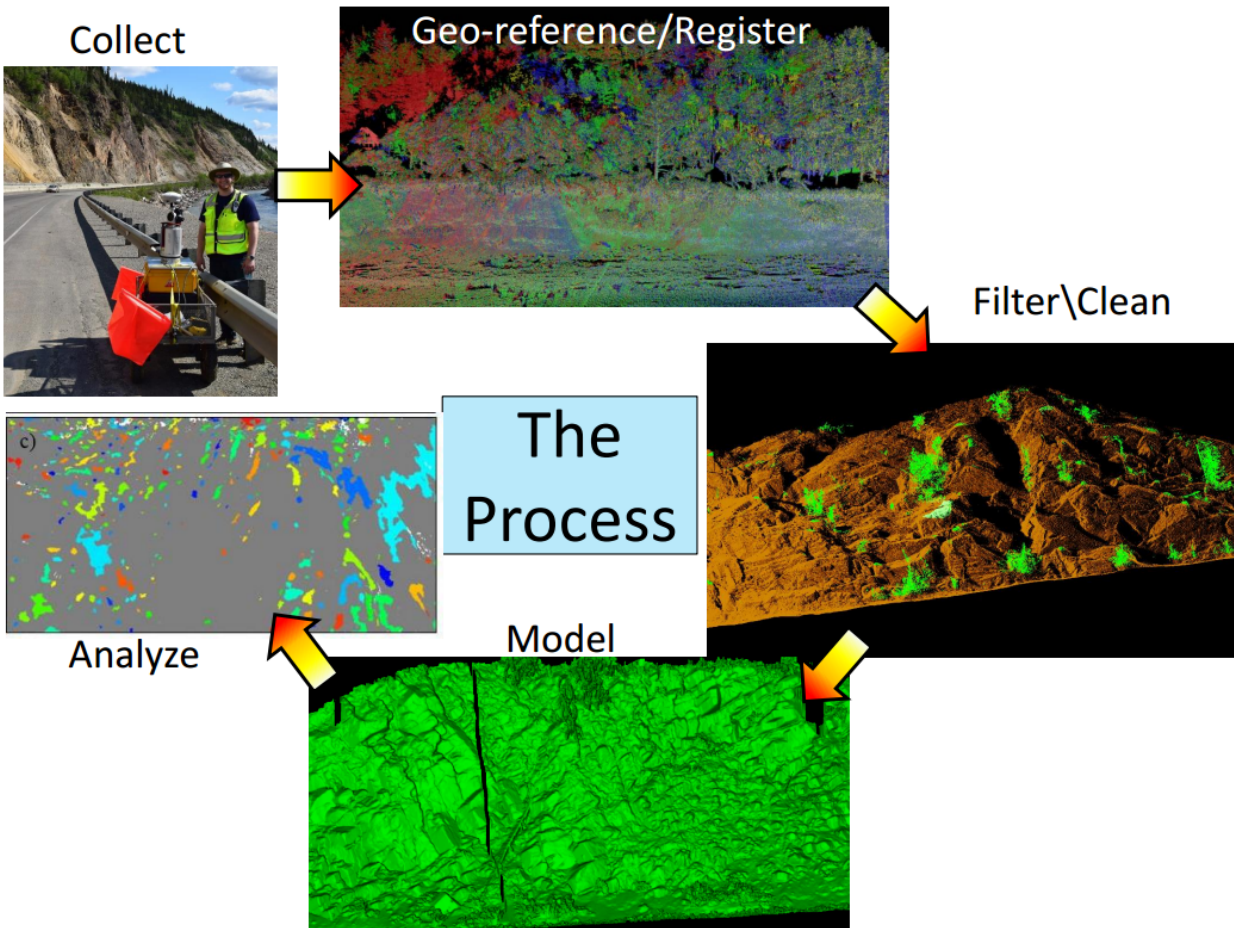 Collect
Geo-reference/Register
Filter\Clean
The
Process
c)
Model
Analyze